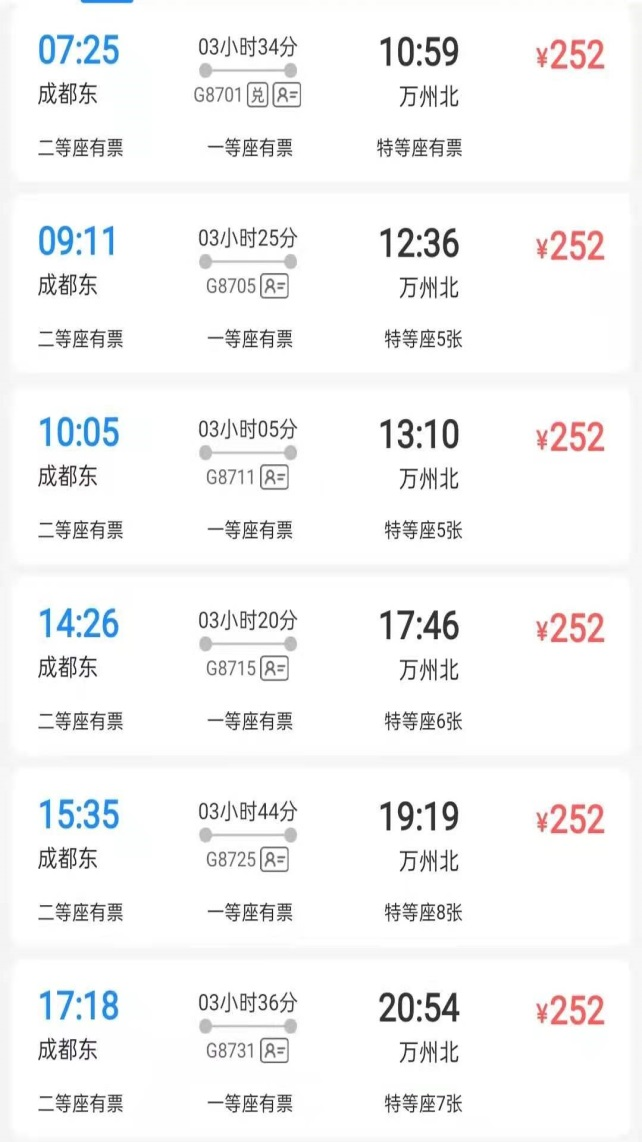 07:25 03小时34分 10:59 ¥252
成都东 G8701 兑 万州北
二等座有票 一等座有票 特等座有票
09:11 03小时25分 12:36 ¥252
成都东 G8705 万州北
二等座有票 一等座有票 特等座5张
10:05 03小时05分 13:10 ¥252
成都东 G8711 万州北
二等座有票 一等座有票 特等座5张
14:26 03小时20分 17:46 ¥252
成都东 G8715 万州北
二等座有票 一等座有票 特等座6张
15:35 03小时44分 19:19 ¥252
成都东 G8725 万州北
二等座有票 一等座有票 特等座8张
17:18 03小时36分 20:54 ¥252
成都东 G8731 万州北
二等座有票 一等座有票 特等座7张